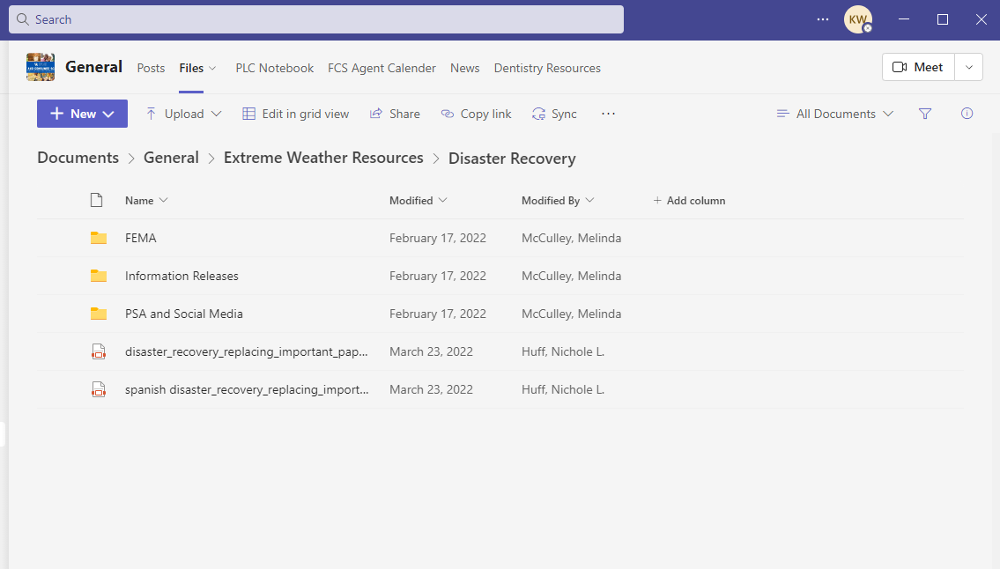 Search
KW
General Posts Files PLC Notebook FCS Agent Calender News Dentistry Resources Meet
New Upload Edit in grid view Share Copy link Sync All Documents
Documents General Extreme Weather Resources Disaster Recovery
Name Modified Modified By Add column
FEMA February 17, 2022 McCulley, Melinda
Information Releases February 17, 2022 McCulley, Melinda
PSA and Social Media February 17, 2022 McCulley, Melinda
disaster_recovery_replacing_important_pap... March 23, 2022 Huff, Nichole L.
spanish disaster_recovery_replacing_import... March 23, 2022 Huff, Nichole L.